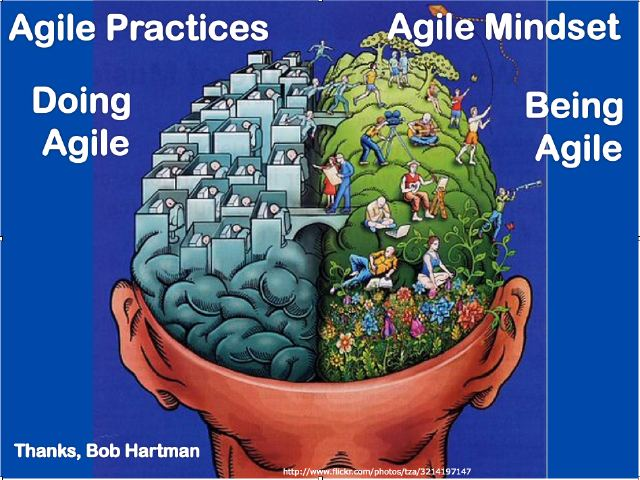 Agile Practices
Agile Mindset
Doing
Agile
Being
Agile
Thanks, Bob Hartman
http://www.flickr.com/photos/tza/3214197147